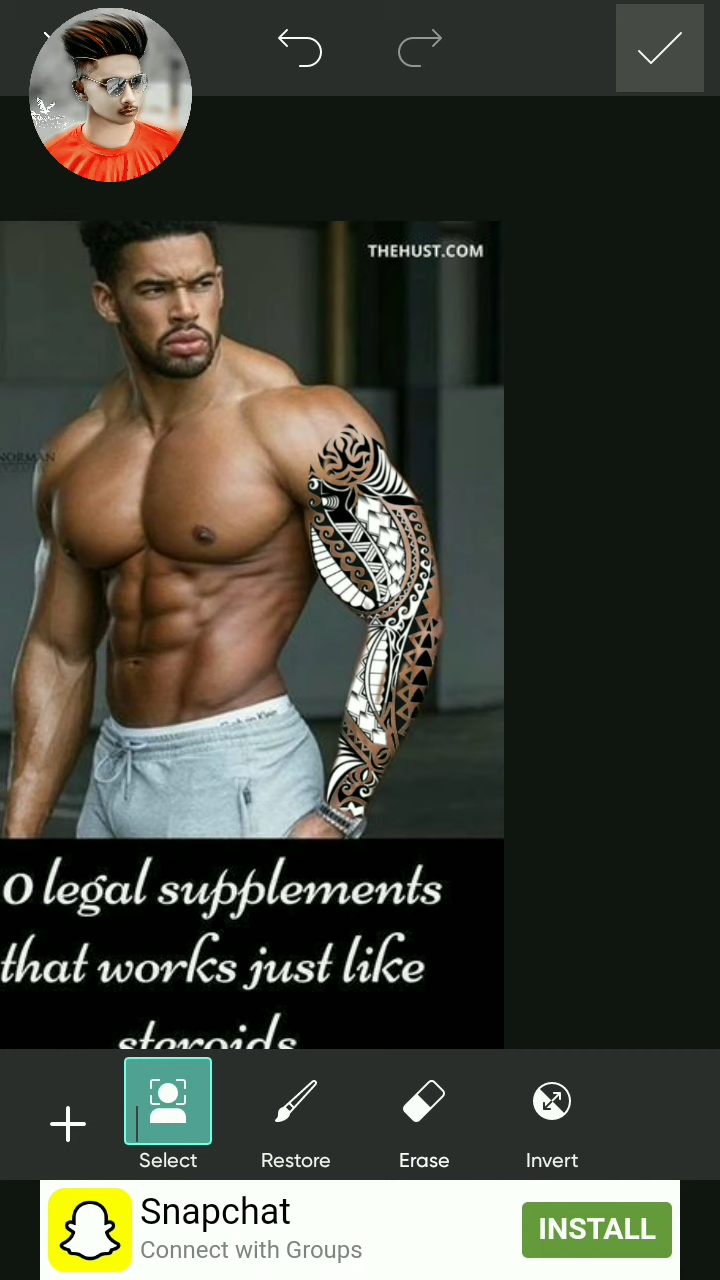 THEHUST.COM
NORMAN
0 legal supplements
that works just like
steroids
Select
Restore
Erase
Invert
Snapchat
Connect with Groups
INSTALL